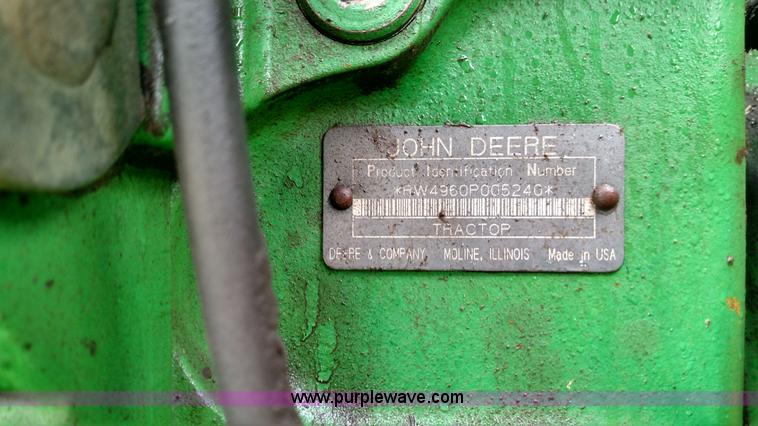 JOHN DEERE
Product Identification Number
*RW4960P005240*
TRACTOR
DEERE & COMPANY, MOLINE, ILLINOIS Made in USA
www.purplewave.com